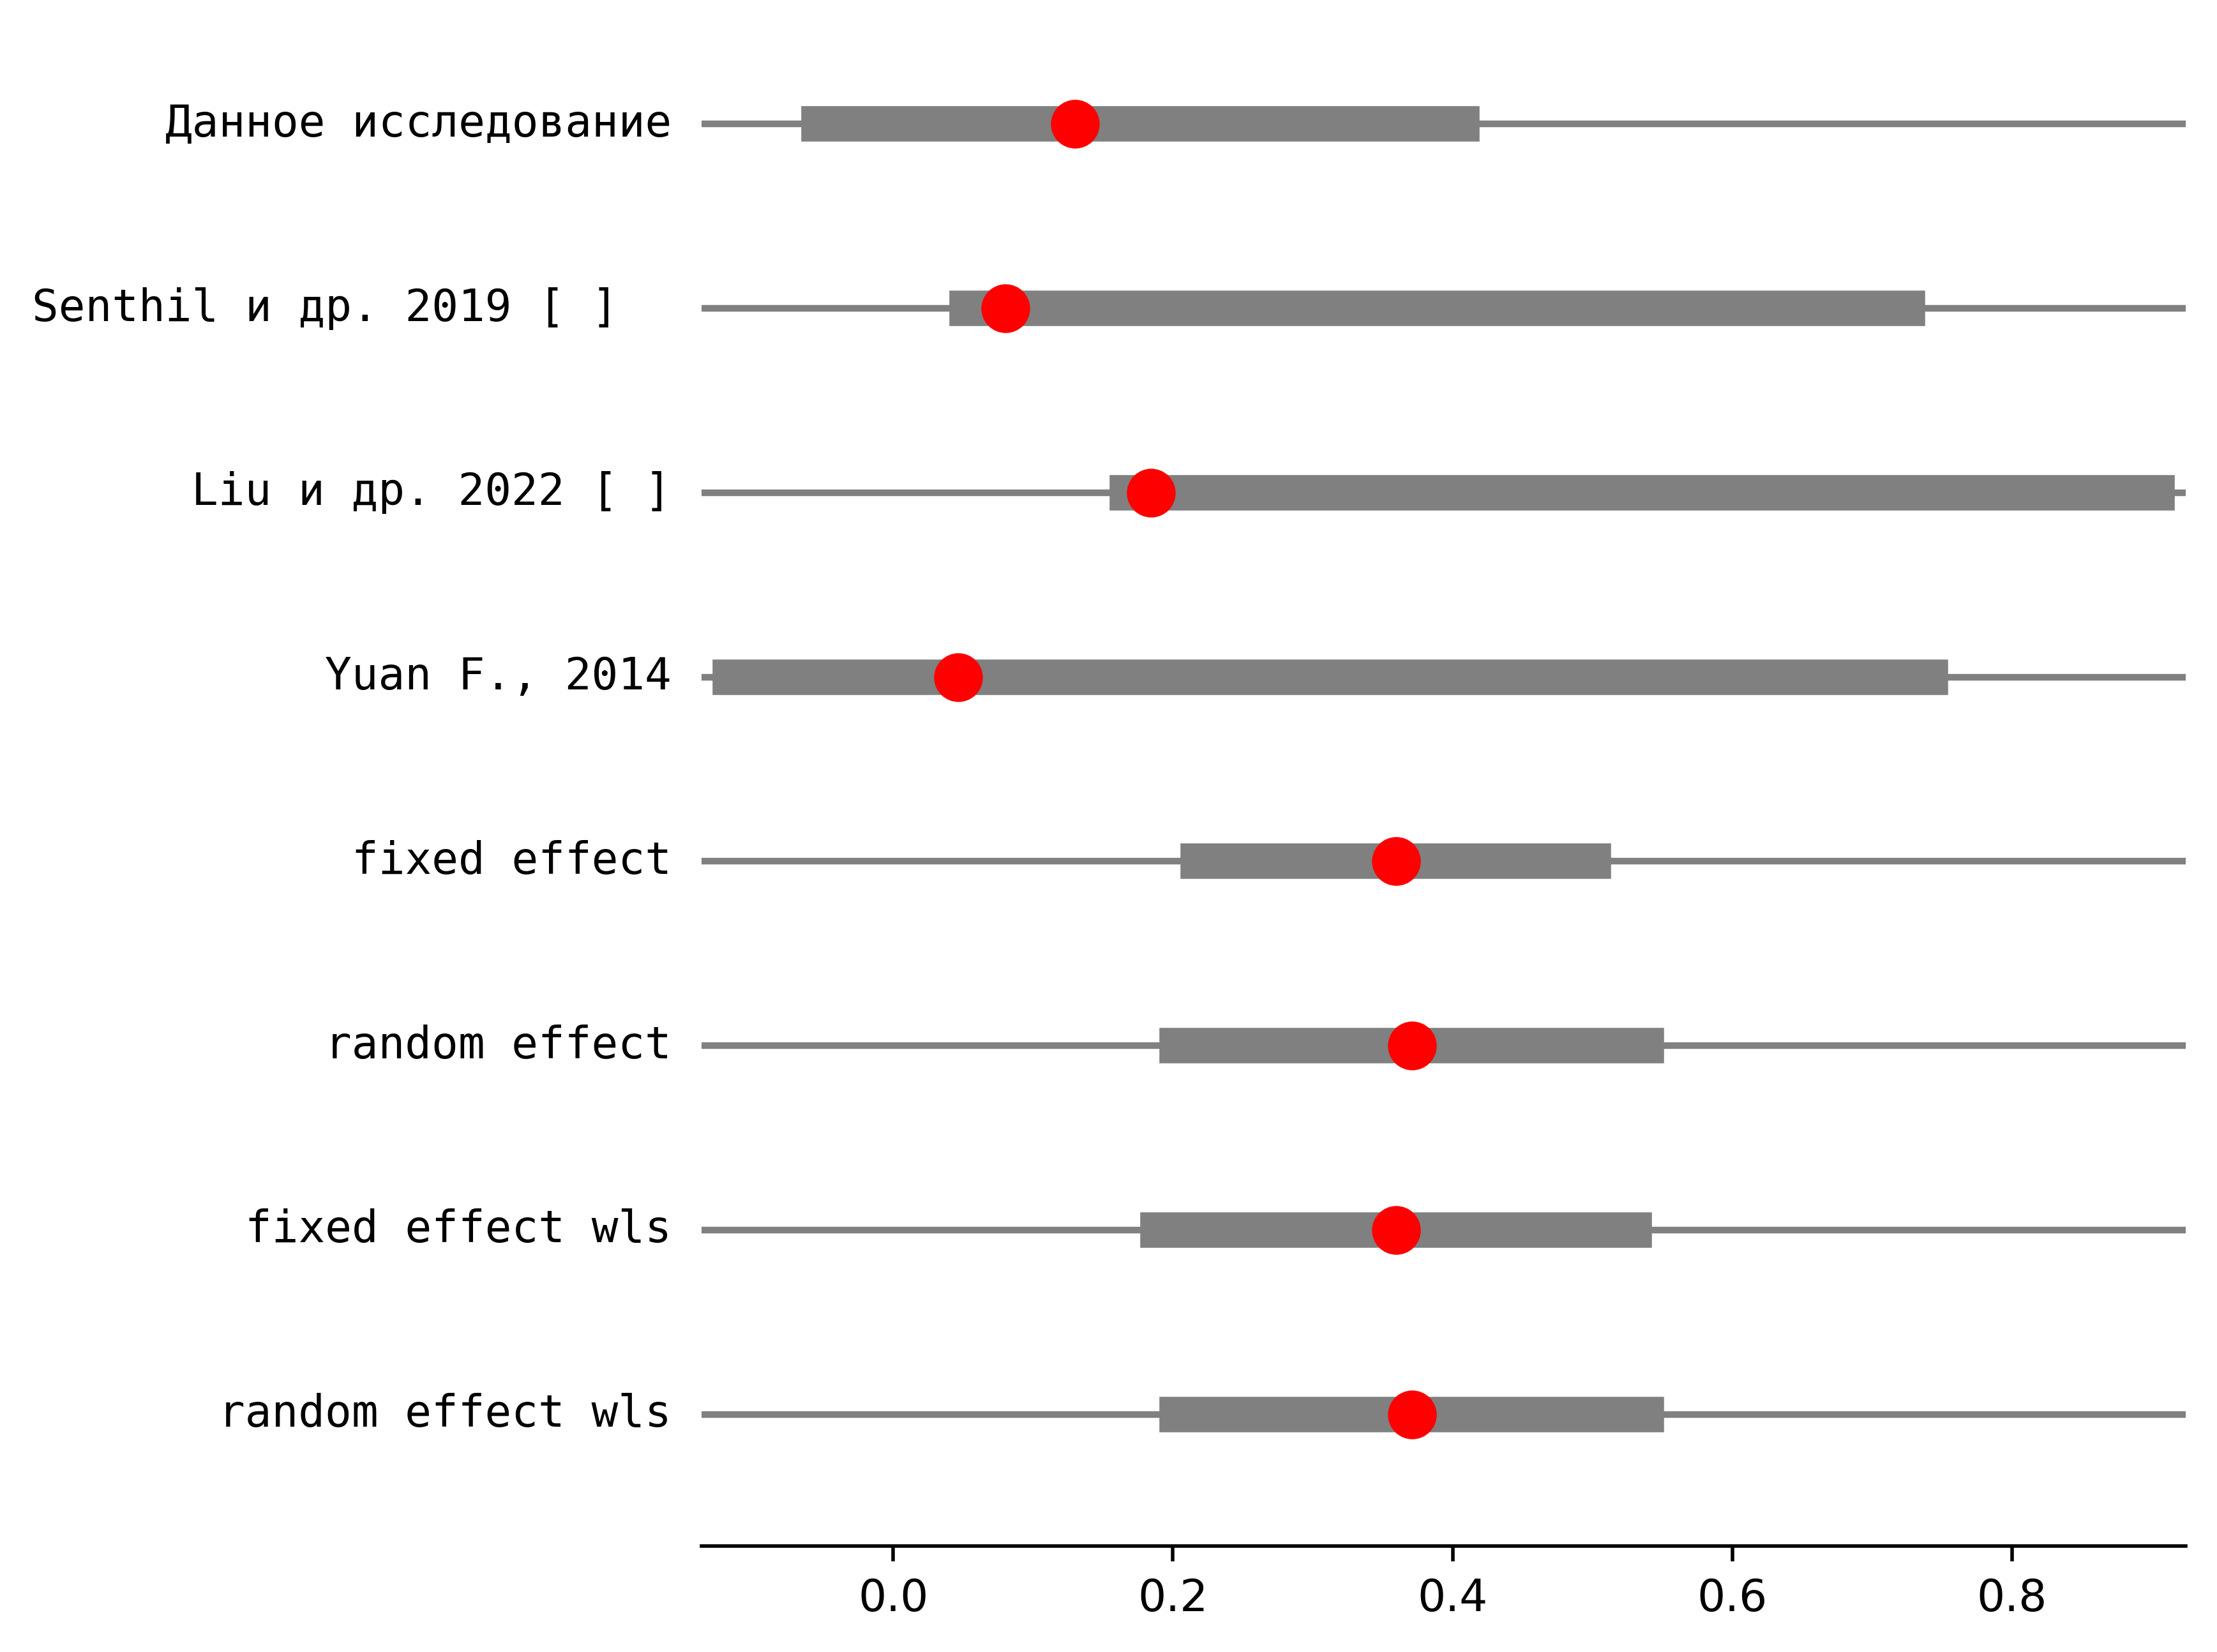 Данное исследование
Senthil и др. 2019 [ ]
Liu и др. 2022 [ ]
Yuan F., 2014
fixed effect
random effect
fixed effect wls
random effect wls
0.0 0.2 0.4 0.6 0.8